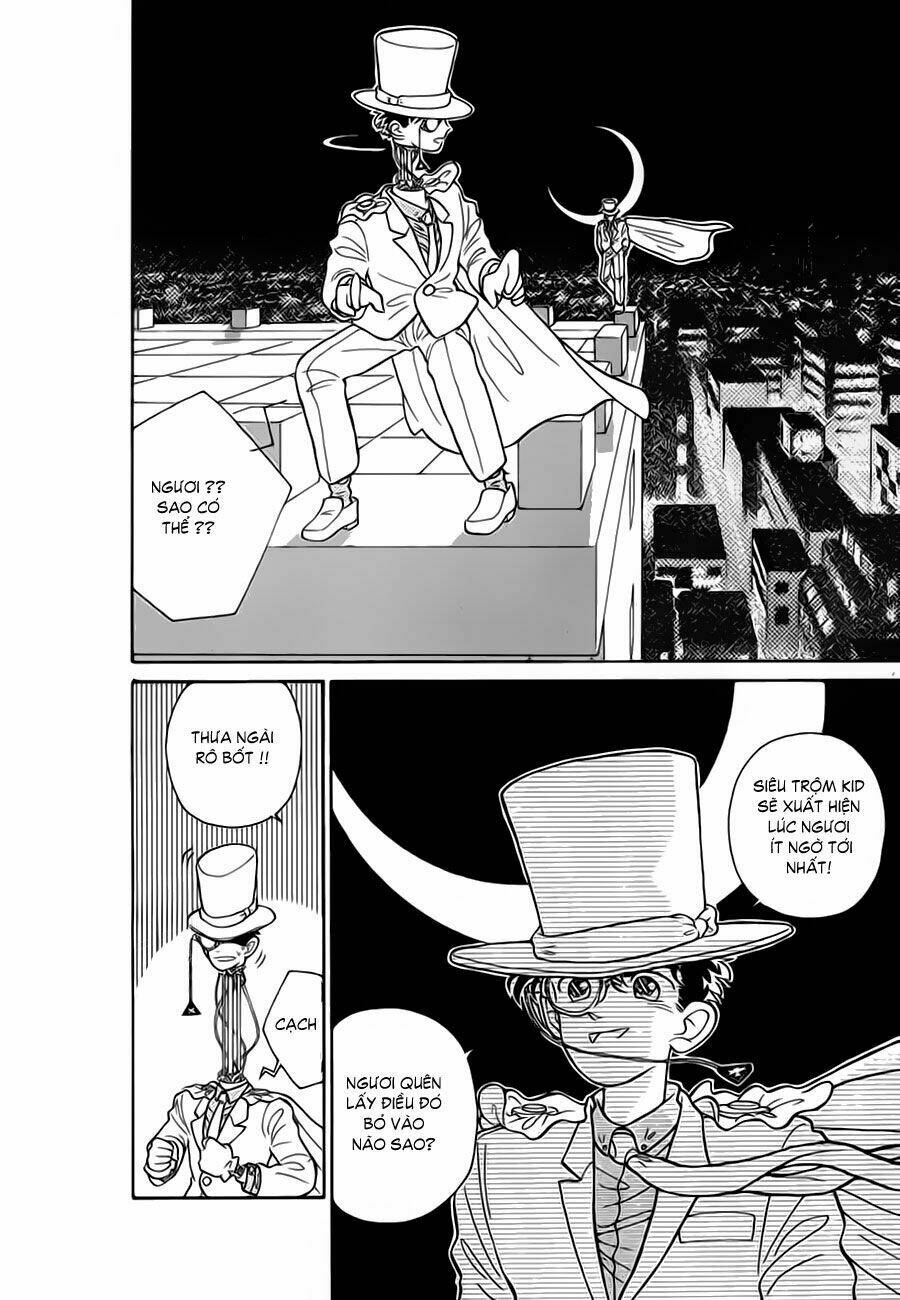 NGƯƠI ??
SAO CÓ
THỂ ??
SIÊU TRỘM KID
SẼ XUẤT HIỆN
LÚC NGƯƠI
ÍT NGỜ TỚI
NHẤT!
NGƯƠI QUÊN
LẤY ĐIỀU ĐÓ
BỎ VÀO
NÃO SAO?
THƯA NGÀI
RÔ BỐT !!
CẠCH